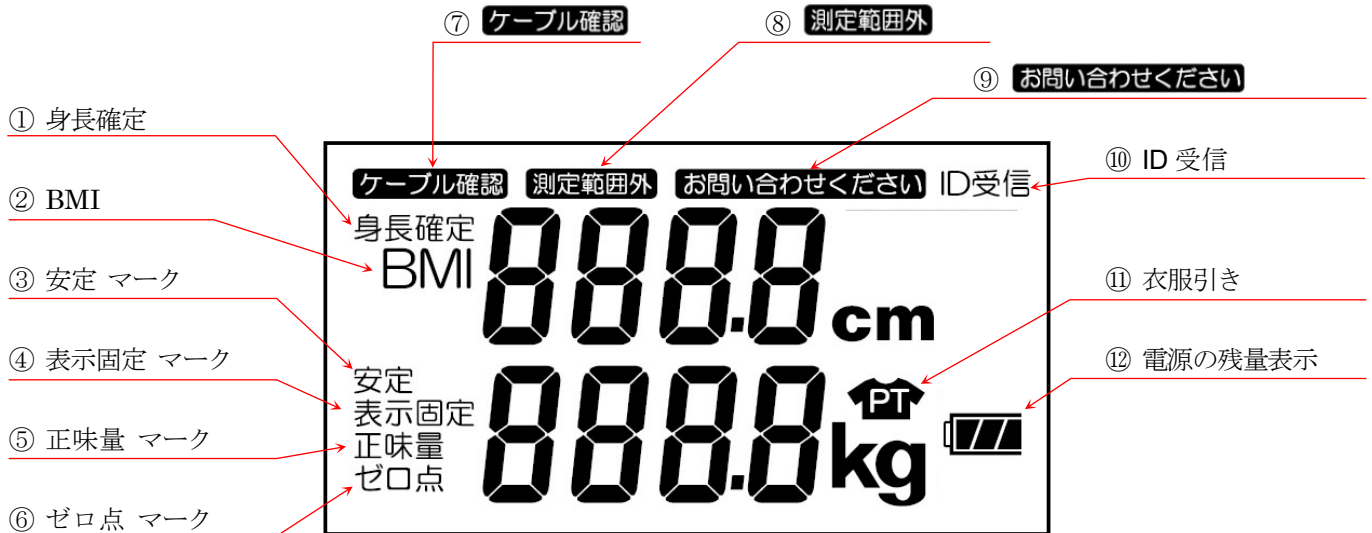 ⑦ ケーブル確認
⑧ 測定範囲外
⑨ お問い合わせください
① 身長確定
② BMI
③ 安定 マーク
④ 表示固定 マーク
⑤ 正味量 マーク
⑥ ゼロ点 マーク
ケーブル確認 測定範囲外 お問い合わせください ID受信
身長確定
BMI
888.8 cm
安定
表示固定
正味量
ゼロ点
888.8 kg
PT
⑩ ID 受信
⑪ 衣服引き
⑫ 電源の残量表示